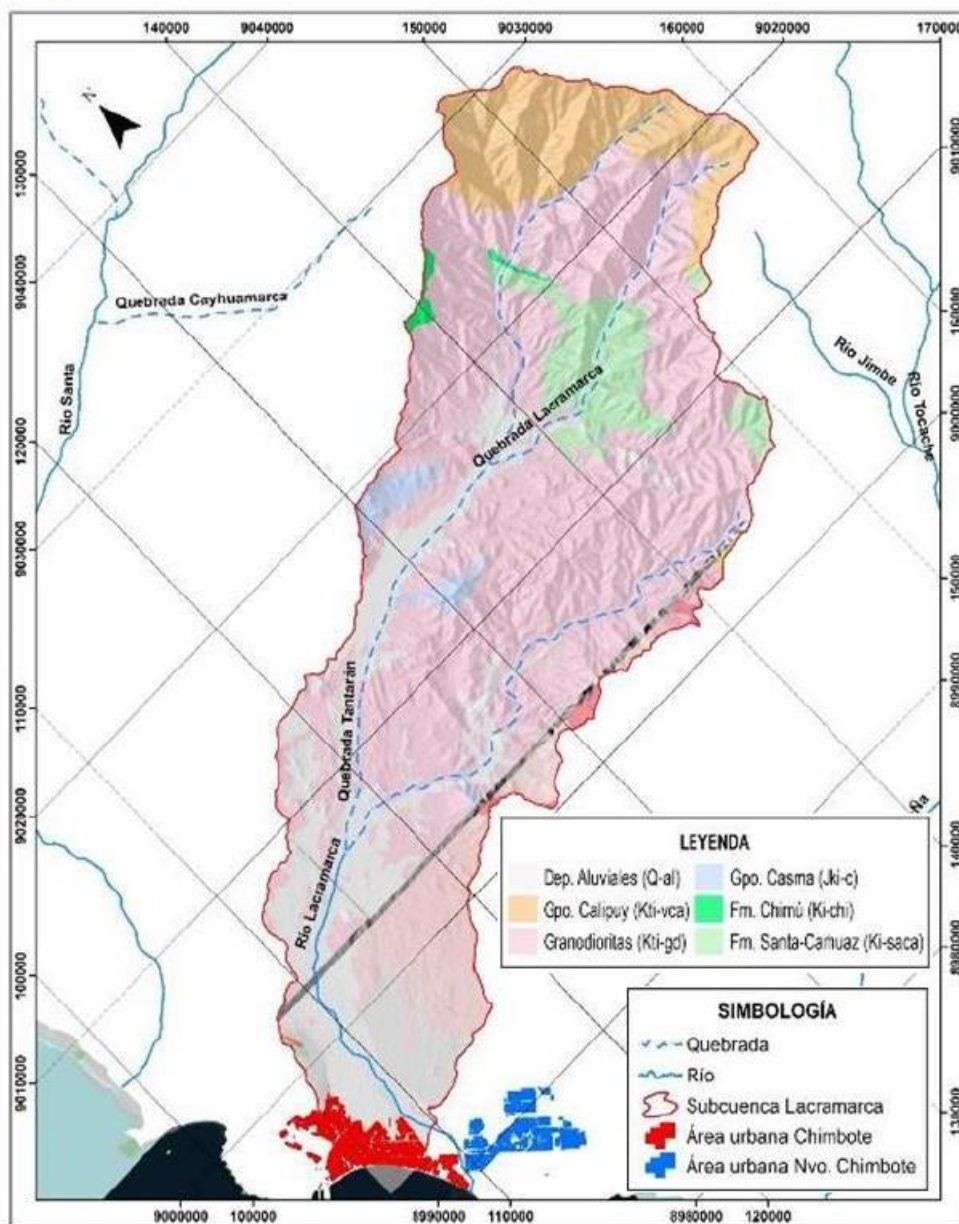 140000 9040000 150000 9030000 160000 9020000 170000
N
130000
9040000
120000
9030000
110000
9020000
100000
9010000
9010000
160000
9000000
150000
8990000
140000
8980000
130000
Quebrada Cayhuamarca
Río Santa
Río Jimbe
Río Tocache
Quebrada Lacramarca
Quebrada Tantarán
Río Lacramarca
ña
LEYENDA
Dep. Aluviales (Q-al) Gpo. Casma (Jki-c)
Gpo. Calipuy (Kti-vca) Fm. Chimú (Ki-chi)
Granodioritas (Kti-gd) Fm. Santa-Carhuaz (Ki-saca)
SIMBOLOGÍA
Quebrada
Río
Subcuenca Lacramarca
Área urbana Chimbote
Área urbana Nvo. Chimbote
9000000 100000 8990000 110000 8980000 120000